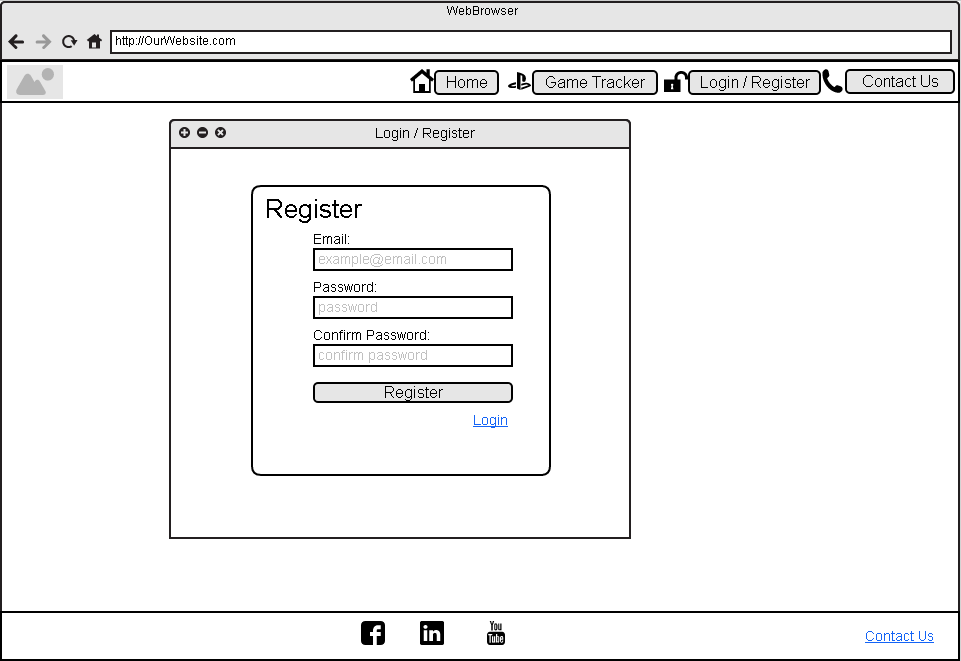 WebBrowser
http://OurWebsite.com
Home
Game Tracker
Login / Register
Contact Us
Login / Register
Register
Email:
example@email.com
Password:
password
Confirm Password:
confirm password
Register
Login
You
Tube
Contact Us